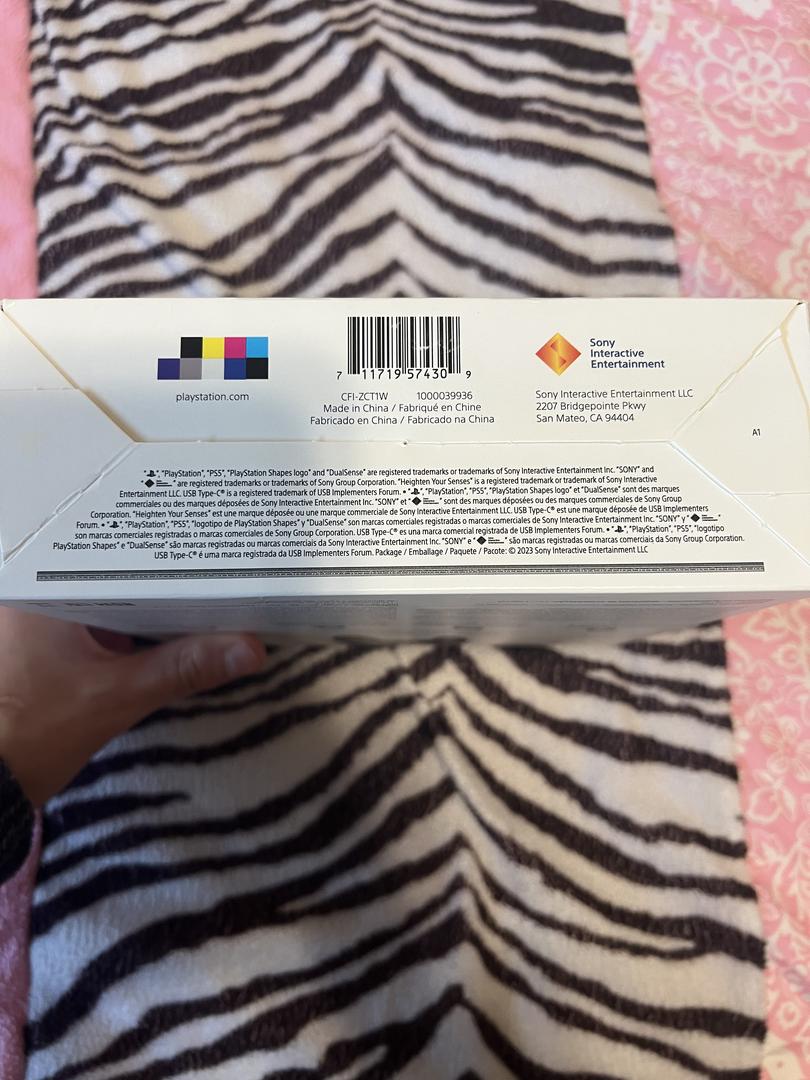 playstation.com
7 11719 57430 9
CFI-ZCT1W 1000039936
Made in China / Fabriqué en Chine
Fabricado en China / Fabricado na China
Sony
Interactive
Entertainment
Sony Interactive Entertainment LLC
2207 Bridgepointe Pkwy
San Mateo, CA 94404
A1
" ", "PlayStation", "PS5", "PlayStation Shapes logo" and "DualSense" are registered trademarks or trademarks of Sony Interactive Entertainment Inc. "SONY" and
" " are registered trademarks or trademarks of Sony Group Corporation. "Heighten Your Senses" is a registered trademark or trademark of Sony Interactive
Entertainment LLC. USB Type-C® is a registered trademark of USB Implementers Forum. • " ", "PlayStation", "PS5", "PlayStation Shapes logo" et "DualSense" sont des marques
commerciales ou des marques déposées de Sony Interactive Entertainment Inc. "SONY" et " " sont des marques déposées ou des marques commerciales de Sony Group
Corporation. "Heighten Your Senses" est une marque déposée ou une marque commerciale de Sony Interactive Entertainment LLC. USB Type-C® est une marque déposée de USB Implementers
Forum. • " ", "PlayStation", "PS5", "logotipo de PlayStation Shapes" y "DualSense" son marcas comerciales registradas o marcas comerciales de Sony Interactive Entertainment Inc. "SONY" y " "
son marcas comerciales registradas o marcas comerciales de Sony Group Corporation. USB Type-C® es una marca comercial registrada de USB Implementers Forum. • " ", "PlayStation", "PS5", "logotipo
PlayStation Shapes" e "DualSense" são marcas registradas ou marcas comerciais da Sony Interactive Entertainment Inc. "SONY" e " " são marcas registradas ou marcas comerciais da Sony Group Corporation.
USB Type-C® é uma marca registrada da USB Implementers Forum. Package / Emballage / Paquete / Pacote: © 2023 Sony Interactive Entertainment LLC